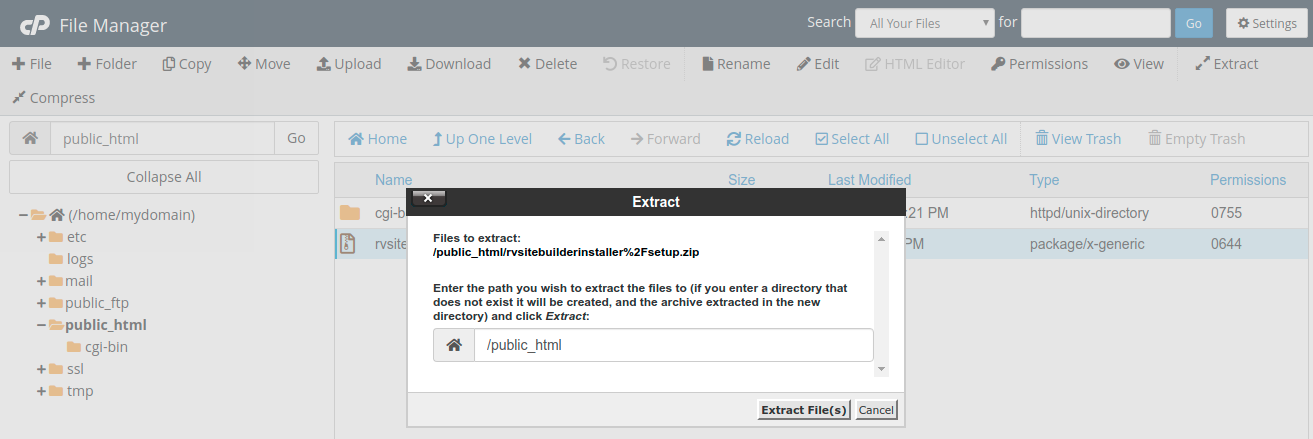 cP File Manager Search All Your Files for Go Settings
File Folder Copy Move Upload Download Delete Restore Rename Edit HTML Editor Permissions View Extract
Compress
public_html Go Home Up One Level Back Forward Reload Select All Unselect All View Trash Empty Trash
Collapse All
Name Size Last Modified Type Permissions
(/home/mydomain)
etc
logs
mail
public_ftp
public_html
cgi-bin
ssl
tmp
cgi-b :21 PM httpd/unix-directory 0755
rvsite PM package/x-generic 0644
Extract
Files to extract:
/public_html/rvsitebuilderinstaller%2Fsetup.zip
Enter the path you wish to extract the files to (if you enter a directory that
does not exist it will be created, and the archive extracted in the new
directory) and click Extract:
/public_html
Extract File(s) Cancel